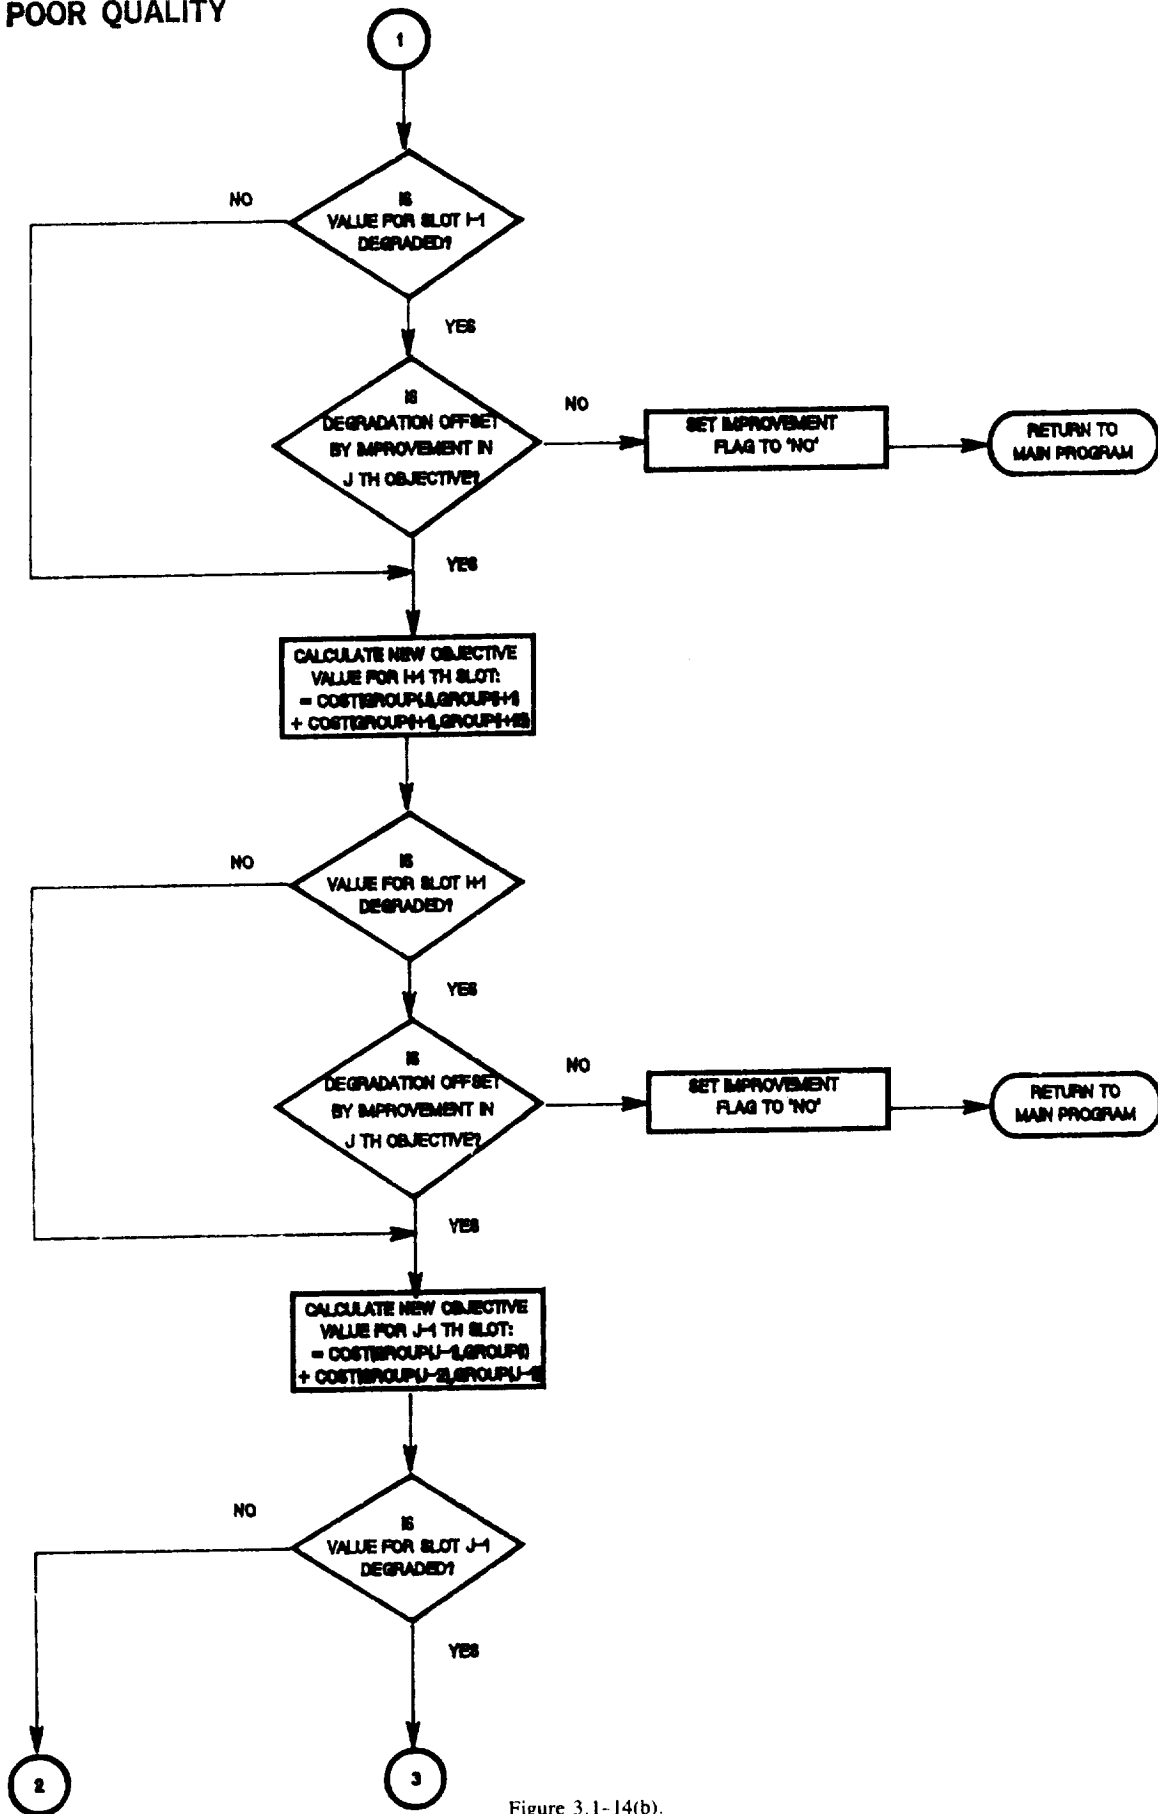 POOR QUALITY
1
IS
VALUE FOR SLOT I-1
DEGRADED?
NO
YES
IS
DEGRADATION OFFSET
BY IMPROVEMENT IN
J TH OBJECTIVE?
NO
SET IMPROVEMENT
FLAG TO 'NO'
RETURN TO
MAIN PROGRAM
YES
CALCULATE NEW OBJECTIVE
VALUE FOR TH SLOT:
= 
+ 
IS
VALUE FOR SLOT
DEGRADED?
NO
YES
IS
DEGRADATION OFFSET
BY IMPROVEMENT IN
J TH OBJECTIVE?
NO
SET IMPROVEMENT
FLAG TO 'NO'
RETURN TO
MAIN PROGRAM
YES
CALCULATE NEW OBJECTIVE
VALUE FOR J-1 TH SLOT:
= 
+ 
IS
VALUE FOR SLOT J-1
DEGRADED?
NO
YES
2
3
Figure 3.1-14(b).